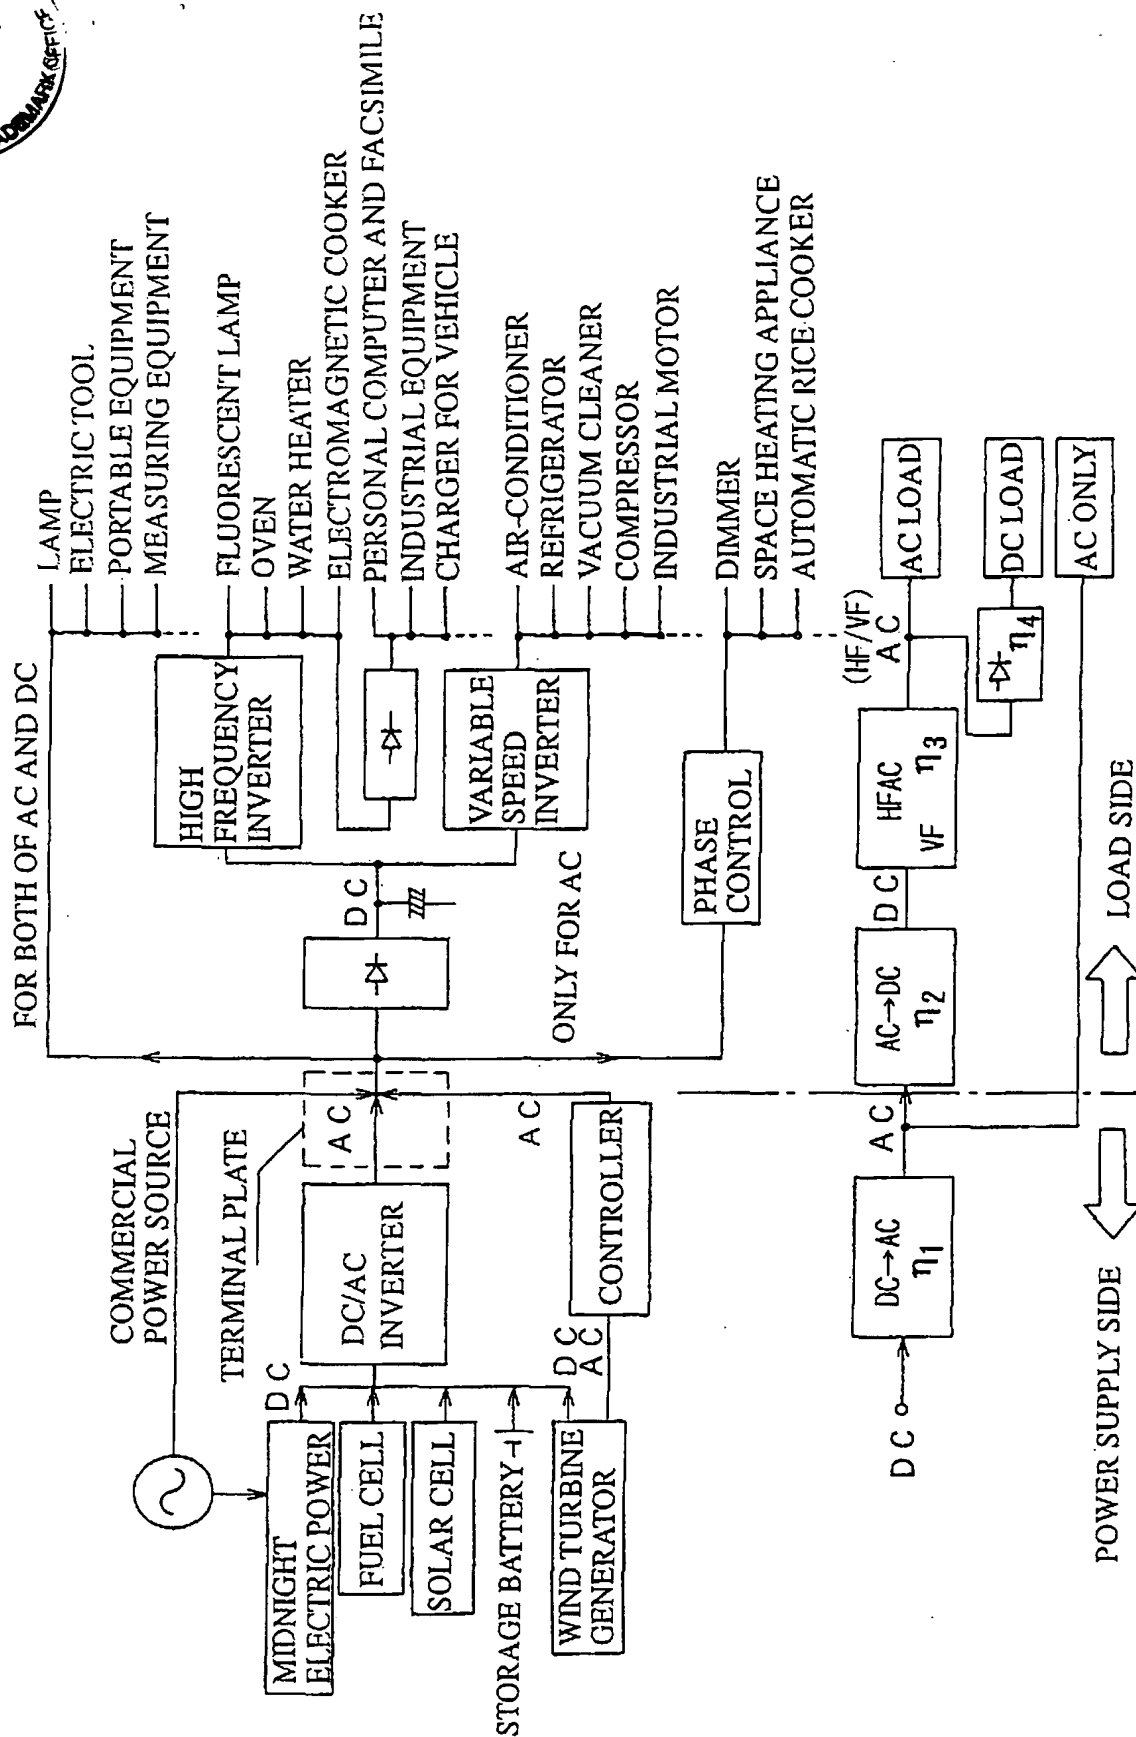 ADEMARK OFFICE
FOR BOTH OF AC AND DC
LAMP
ELECTRIC TOOL
PORTABLE EQUIPMENT
MEASURING EQUIPMENT
HIGH
FREQUENCY
INVERTER
FLUORESCENT LAMP
OVEN
WATER HEATER
ELECTROMAGNETIC COOKER
PERSONAL COMPUTER AND FACSIMILE
INDUSTRIAL EQUIPMENT
CHARGER FOR VEHICLE
DC
VARIABLE
SPEED
INVERTER
AIR-CONDITIONER
REFRIGERATOR
VACUUM CLEANER
COMPRESSOR
INDUSTRIAL MOTOR
ONLY FOR AC
PHASE
CONTROL
DIMMER
SPACE HEATING APPLIANCE
AUTOMATIC RICE COOKER
COMMERCIAL
POWER SOURCE
TERMINAL PLATE
AC
DC/AC
INVERTER
DC
MIDNIGHT
ELECTRIC POWER
FUEL CELL
SOLAR CELL
STORAGE BATTERY
WIND TURBINE
GENERATOR
DC
AC
CONTROLLER
AC
DC
DC→AC
η1
AC
AC→DC
η2
DC
HFAC
VF η3
(HF/VF)
AC
AC LOAD
η4
DC LOAD
AC ONLY
POWER SUPPLY SIDE
LOAD SIDE